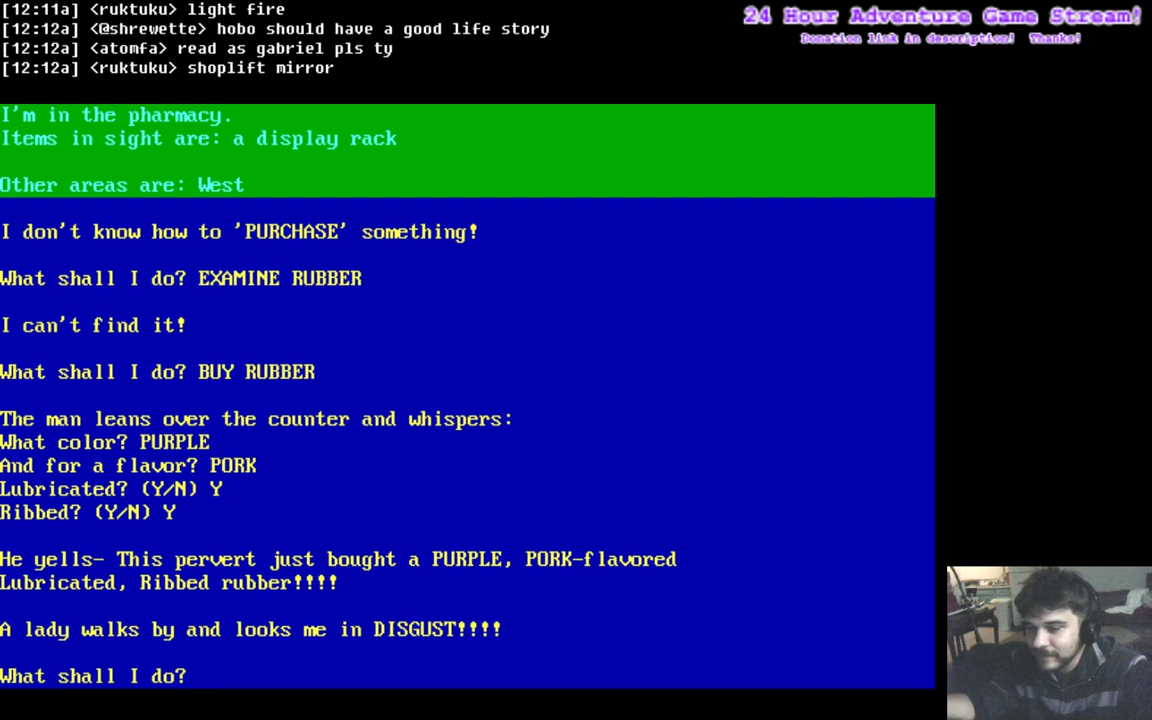 [12:11a] <ruktuku> light fire
[12:12a] <@shrewette> hobo should have a good life story
[12:12a] <atomfa> read as gabriel pls ty
[12:12a] <ruktuku> shoplift mirror
24 Hour Adventure Game Stream!
Donation link in description! Thanks!
I'm in the pharmacy.
Items in sight are: a display rack
Other areas are: West
I don't know how to 'PURCHASE' something!
What shall I do? EXAMINE RUBBER
I can't find it!
What shall I do? BUY RUBBER
The man leans over the counter and whispers:
What color? PURPLE
And for a flavor? PORK
Lubricated? (Y/N) Y
Ribbed? (Y/N) Y
He yells- This pervert just bought a PURPLE, PORK-flavored
Lubricated, Ribbed rubber!!!!
A lady walks by and looks me in DISGUST!!!!
What shall I do?